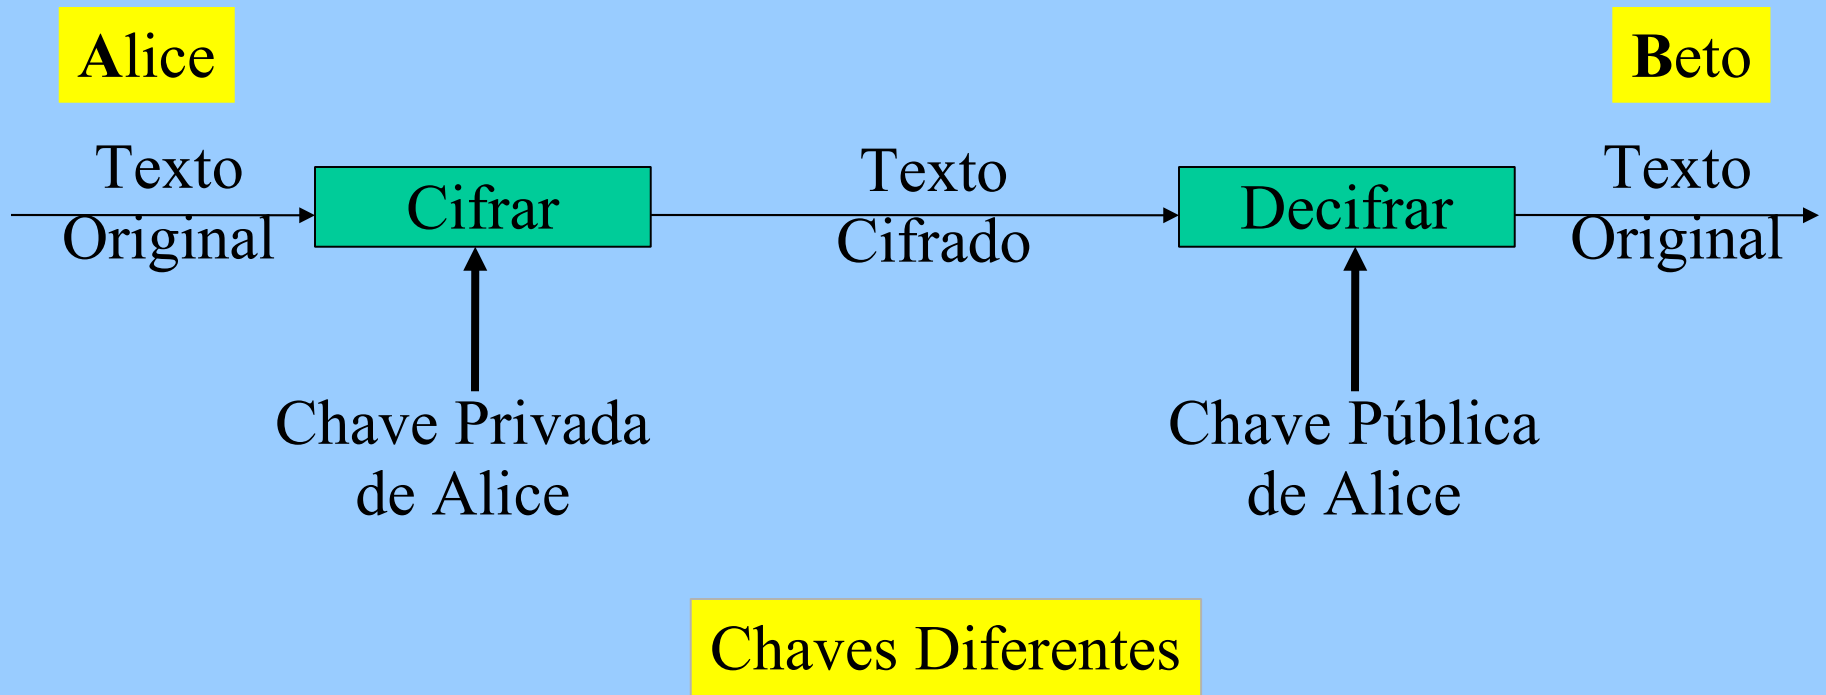 Alice
Beto
Texto
Original
Cifrar
Texto
Cifrado
Decifrar
Texto
Original
Chave Privada
de Alice
Chave Pública
de Alice
Chaves Diferentes